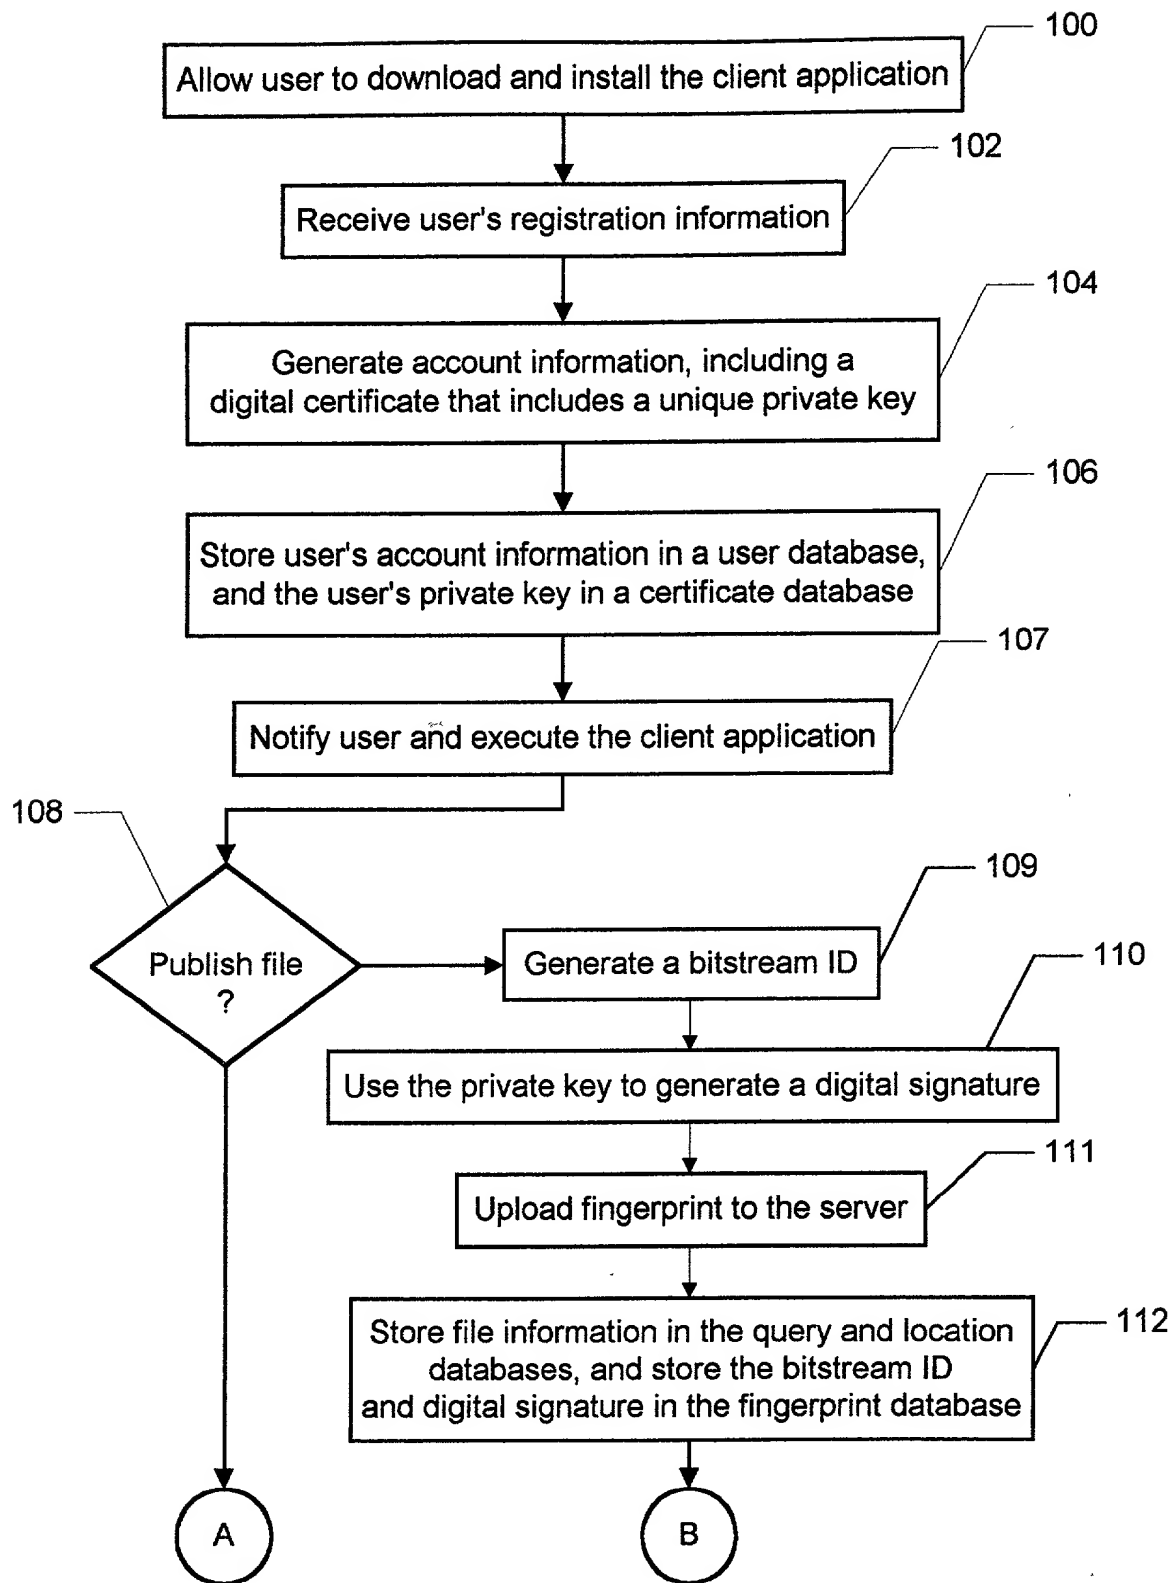 100
Allow user to download and install the client application
102
Receive user's registration information
104
Generate account information, including a
digital certificate that includes a unique private key
106
Store user's account information in a user database,
and the user's private key in a certificate database
107
Notify user and execute the client application
108
Publish file
?
109
Generate a bitstream ID
110
Use the private key to generate a digital signature
111
Upload fingerprint to the server
112
Store file information in the query and location
databases, and store the bitstream ID
and digital signature in the fingerprint database
A
B